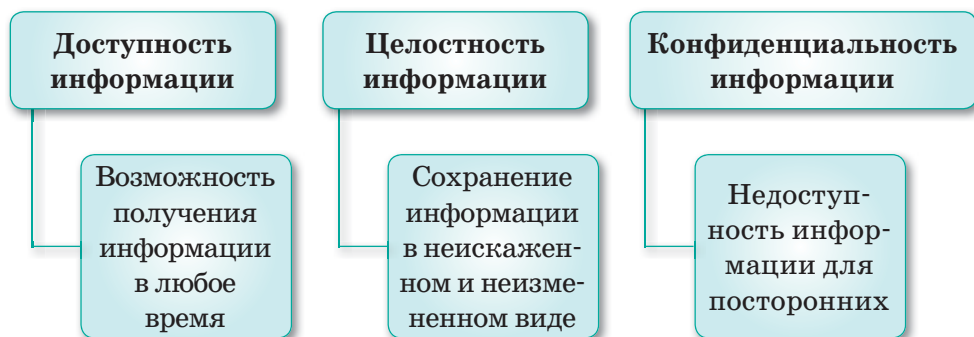 Доступность
информации
Возможность
получения
информации
в любое
время
Целостность
информации
Сохранение
информации
в неискажен-
ном и неизме-
ненном виде
Конфиденциальность
информации
Недоступ-
ность инфор-
мации для
посторонних